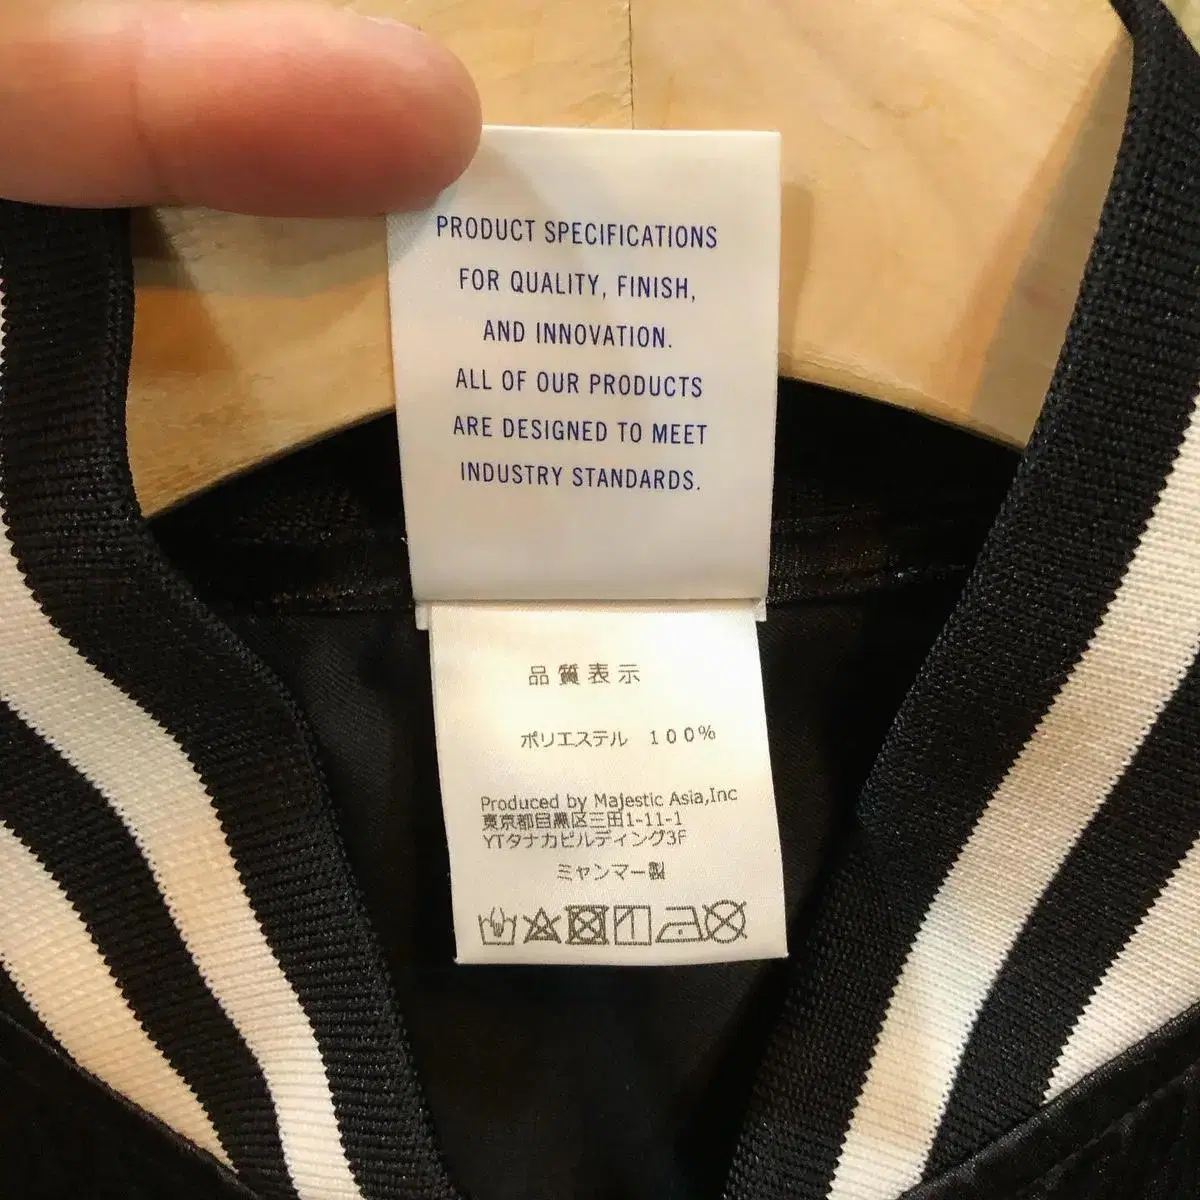 PRODUCT SPECIFICATIONS
FOR QUALITY, FINISH,
AND INNOVATION.
ALL OF OUR PRODUCTS
ARE DESIGNED TO MEET
INDUSTRY STANDARDS.
品質表示
ポリエステル 100%
Produced by Majestic Asia,Inc
東京都目黒区三田1-11-1
YTタナカビルディング3F
ミャンマー製